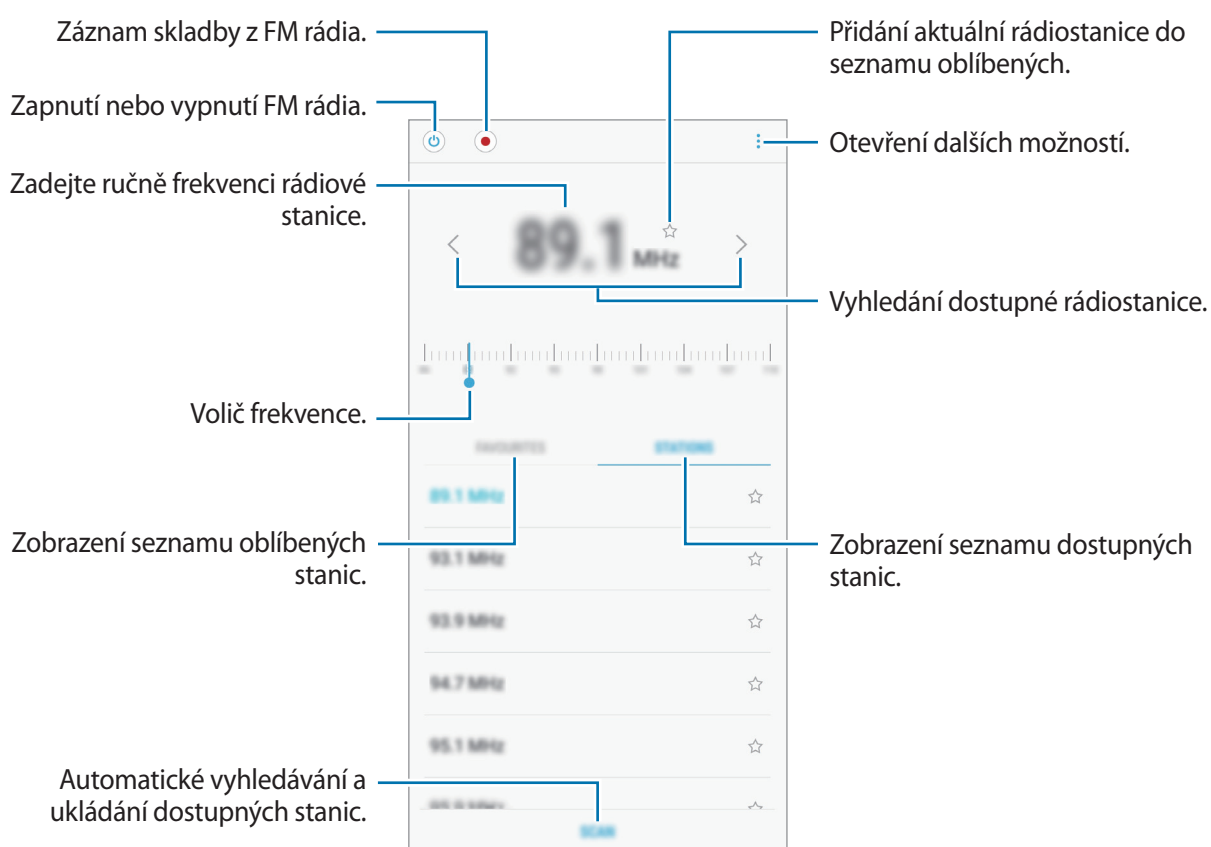 Záznam skladby z FM rádia.
Přidání aktuální rádiostanice do
seznamu oblíbených.
Zapnutí nebo vypnutí FM rádia.
Otevření dalších možností.
Zadejte ručně frekvenci rádiové
stanice.
89.1 MHz
Vyhledání dostupné rádiostanice.
Volič frekvence.
FAVOURITES
STATIONS
89.1 MHz
Zobrazení seznamu oblíbených
stanic.
93.1 MHz
Zobrazení seznamu dostupných
stanic.
93.9 MHz
94.7 MHz
95.1 MHz
Automatické vyhledávání a
ukládání dostupných stanic.
SCAN